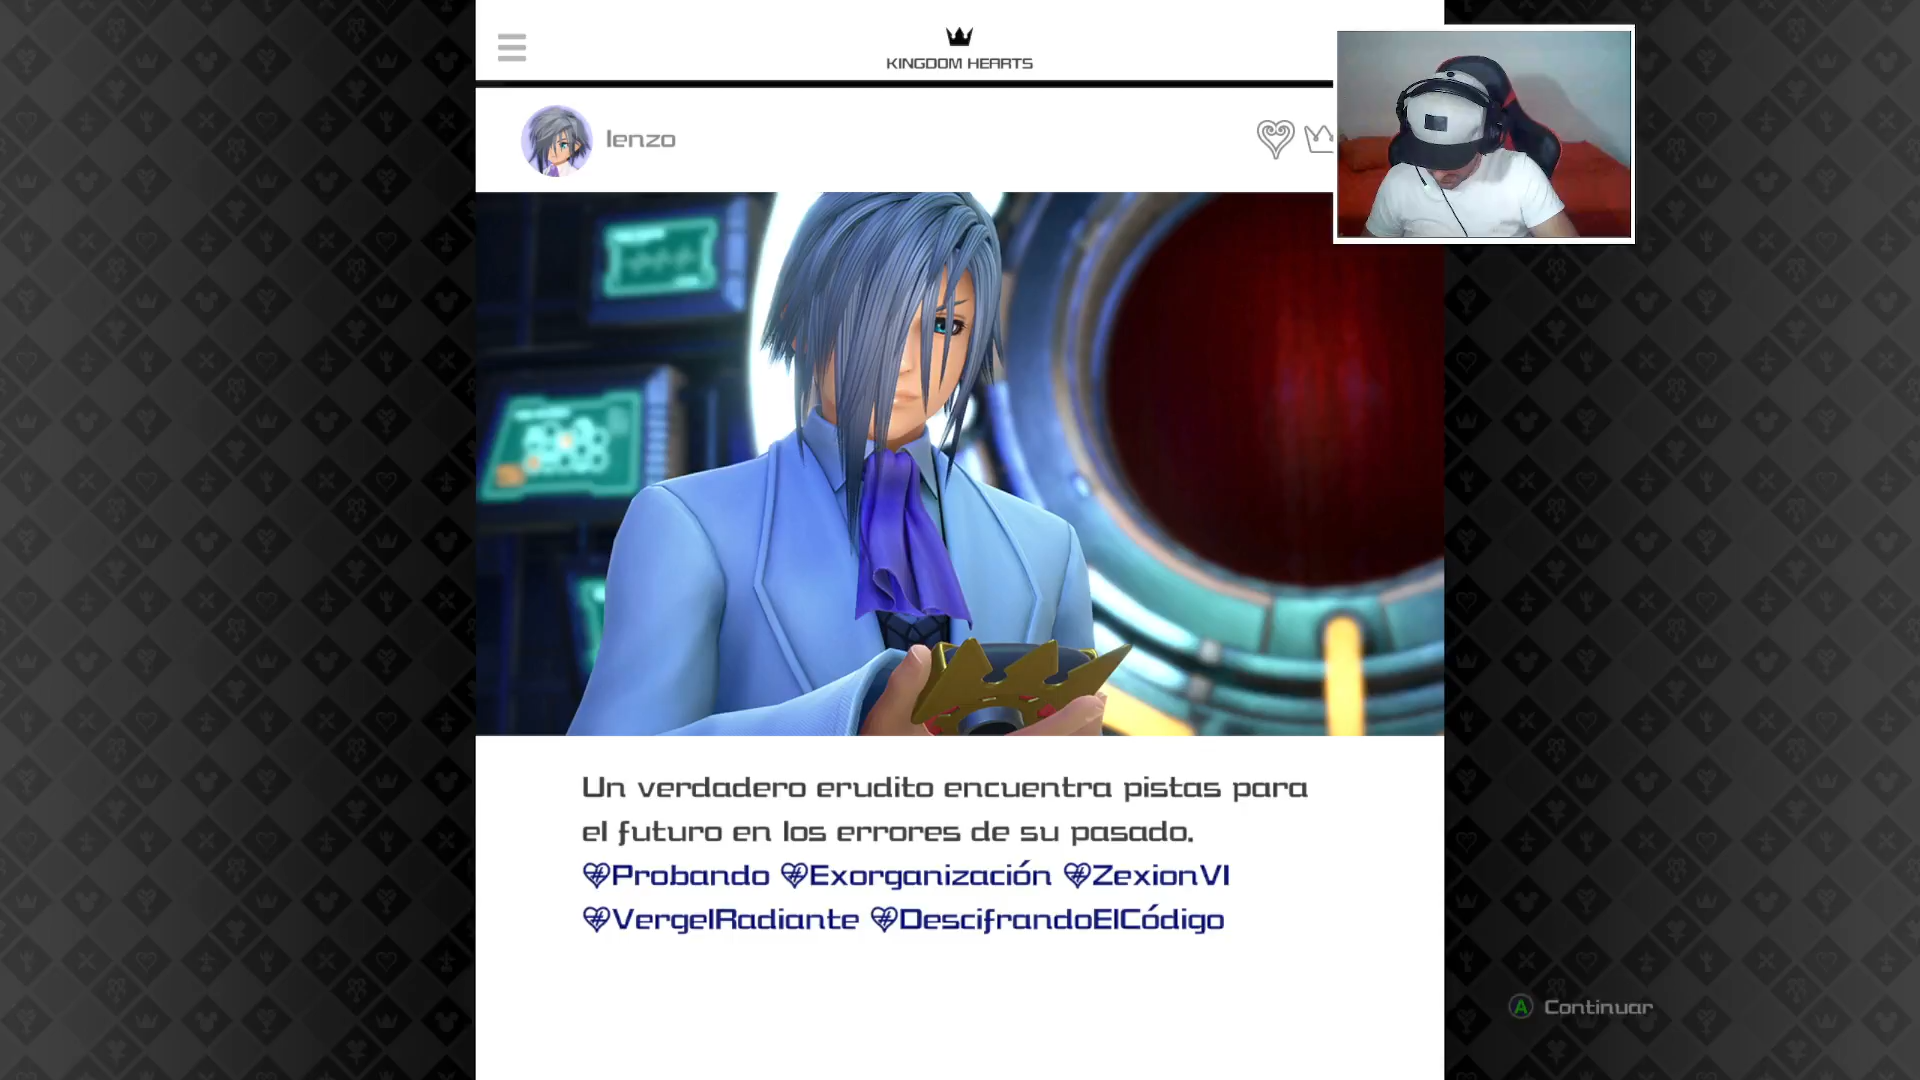 KINGDOM HEARTS
Ienzo
Un verdadero erudito encuentra pistas para
el futuro en los errores de su pasado.
#Probando #Exorganización #ZexionVI
#VergelRadiante #DescifrandoElCódigo
A Continuar